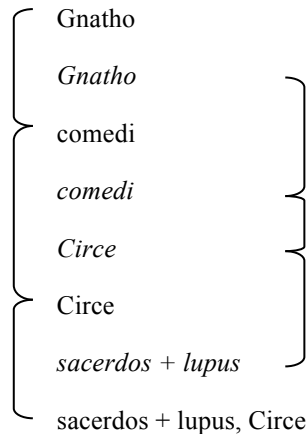 Gnatho
Gnatho
comedi
comedi
Circe
Circe
sacerdos + lupus
sacerdos + lupus, Circe